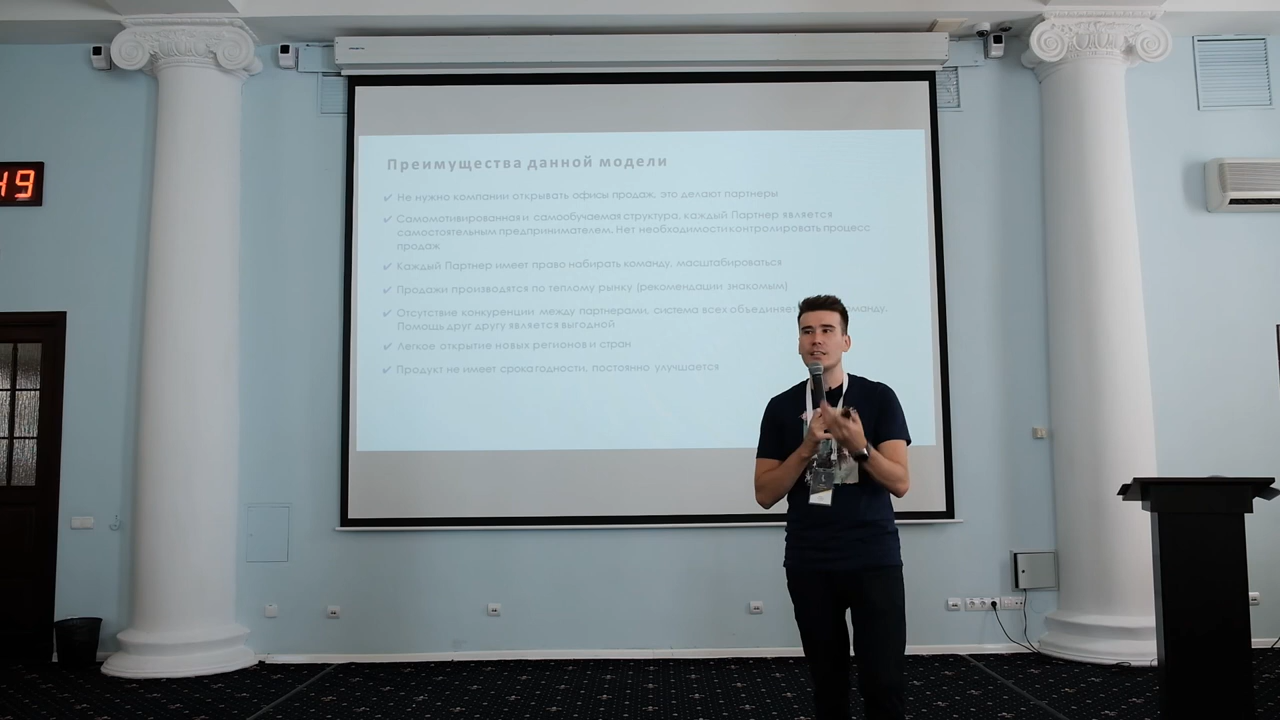 49
Преимущества данной модели
✔ Не нужно компании открывать офисы продаж, это делают партнеры
✔ Самомотивированная и самообучаемая структура, каждый Партнер является
самостоятельным предпринимателем. Нет необходимости контролировать процесс
продаж
✔ Каждый Партнер имеет право набирать команду, масштабироваться
✔ Продажи производятся по теплому рынку (рекомендации знакомым)
✔ Отсутствие конкуренции между партнерами, система всех объединяет
Помощь друг другу является выгодной
✔ Легкое открытие новых регионов и стран
✔ Продукт не имеет срока годности, постоянно улучшается